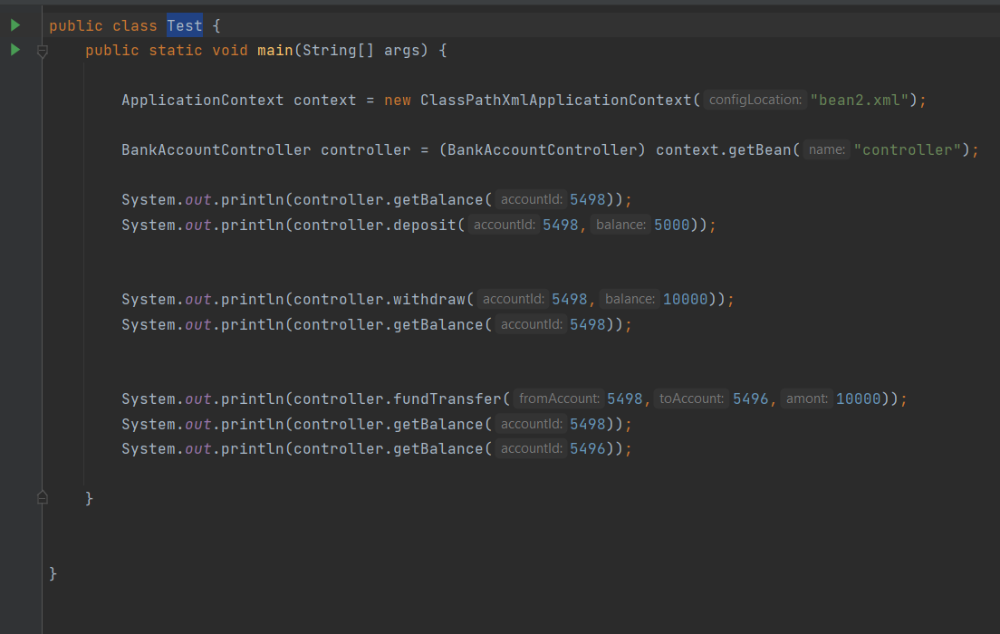 public class Test {
public static void main(String[] args) {
ApplicationContext context = new ClassPathXmlApplicationContext( configLocation: "bean2.xml");
BankAccountController controller = (BankAccountController) context.getBean( name: "controller");
System.out.println(controller.getBalance( accountId: 5498));
System.out.println(controller.deposit( accountId: 5498, balance: 5000));
System.out.println(controller.withdraw( accountId: 5498, balance: 10000));
System.out.println(controller.getBalance( accountId: 5498));
System.out.println(controller.fundTransfer( fromAccount: 5498, toAccount: 5496, amont: 10000));
System.out.println(controller.getBalance( accountId: 5498));
System.out.println(controller.getBalance( accountId: 5496));
}
}